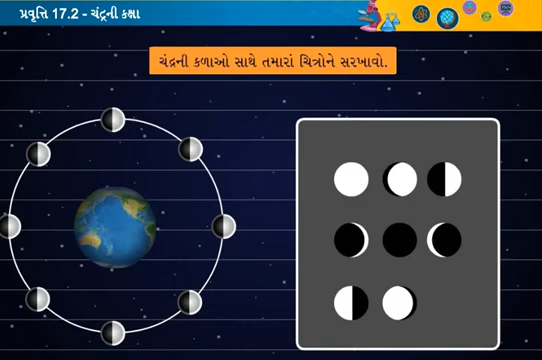 પ્રવૃત્તિ 17.2 - ચંદ્રની કક્ષા
ચંદ્રની કળાઓ સાથે તમારાં ચિત્રોને સરખાવો.